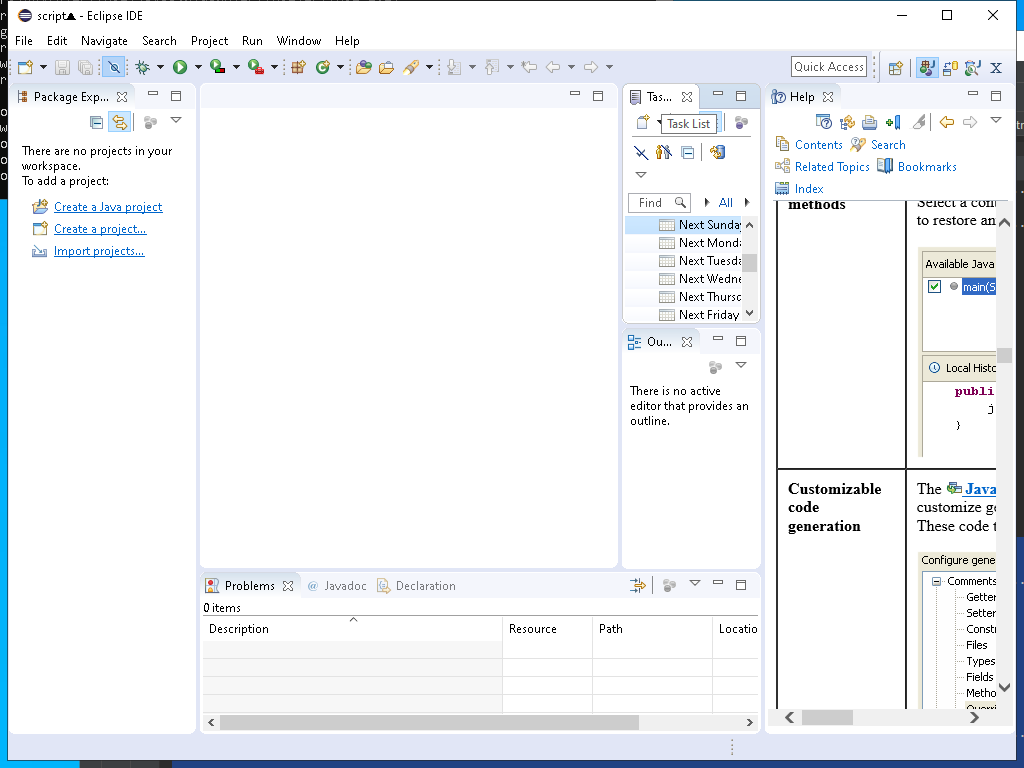 script▲ - Eclipse IDE
File Edit Navigate Search Project Run Window Help
Quick Access
Package Exp...
There are no projects in your
workspace.
To add a project:
Create a Java project
Create a project...
Import projects...
Tas...
Task List
Find
All
Next Sunday
Next Monda
Next Tuesda
Next Wedne
Next Thursc
Next Friday
Ou...
There is no active
editor that provides an
outline.
Problems @ Javadoc Declaration
0 items
Description Resource Path Locatio
Help
Contents Search
Related Topics Bookmarks
Index
methods
Select a cont
to restore an
Available Java
main(S
Local Histo
publi
j
}
Customizable
code
generation
The Java
customize ge
These code t
Configure gene
Comments
Getter
Setter
Constr
Files
Types
Fields
Metho
Overri